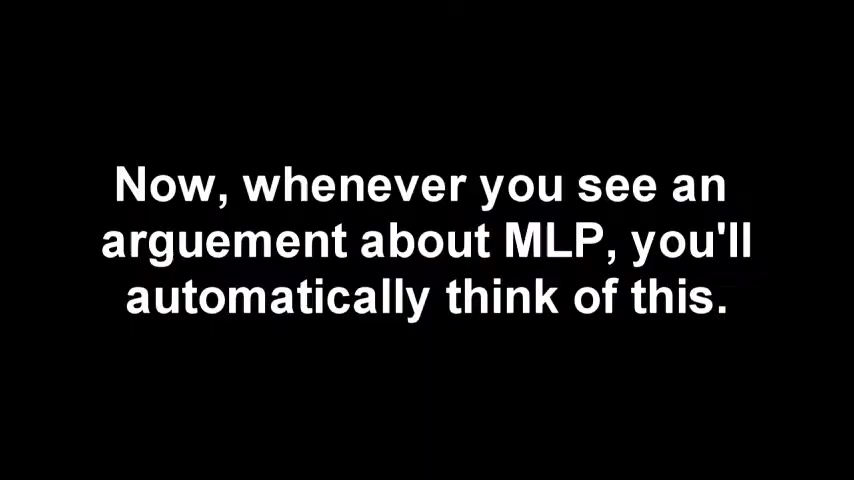 Now, whenever you see an
arguement about MLP, you'll
automatically think of this.